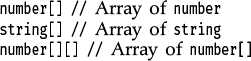 number[] // Array of number
string[] // Array of string
number[][] // Array of number[]